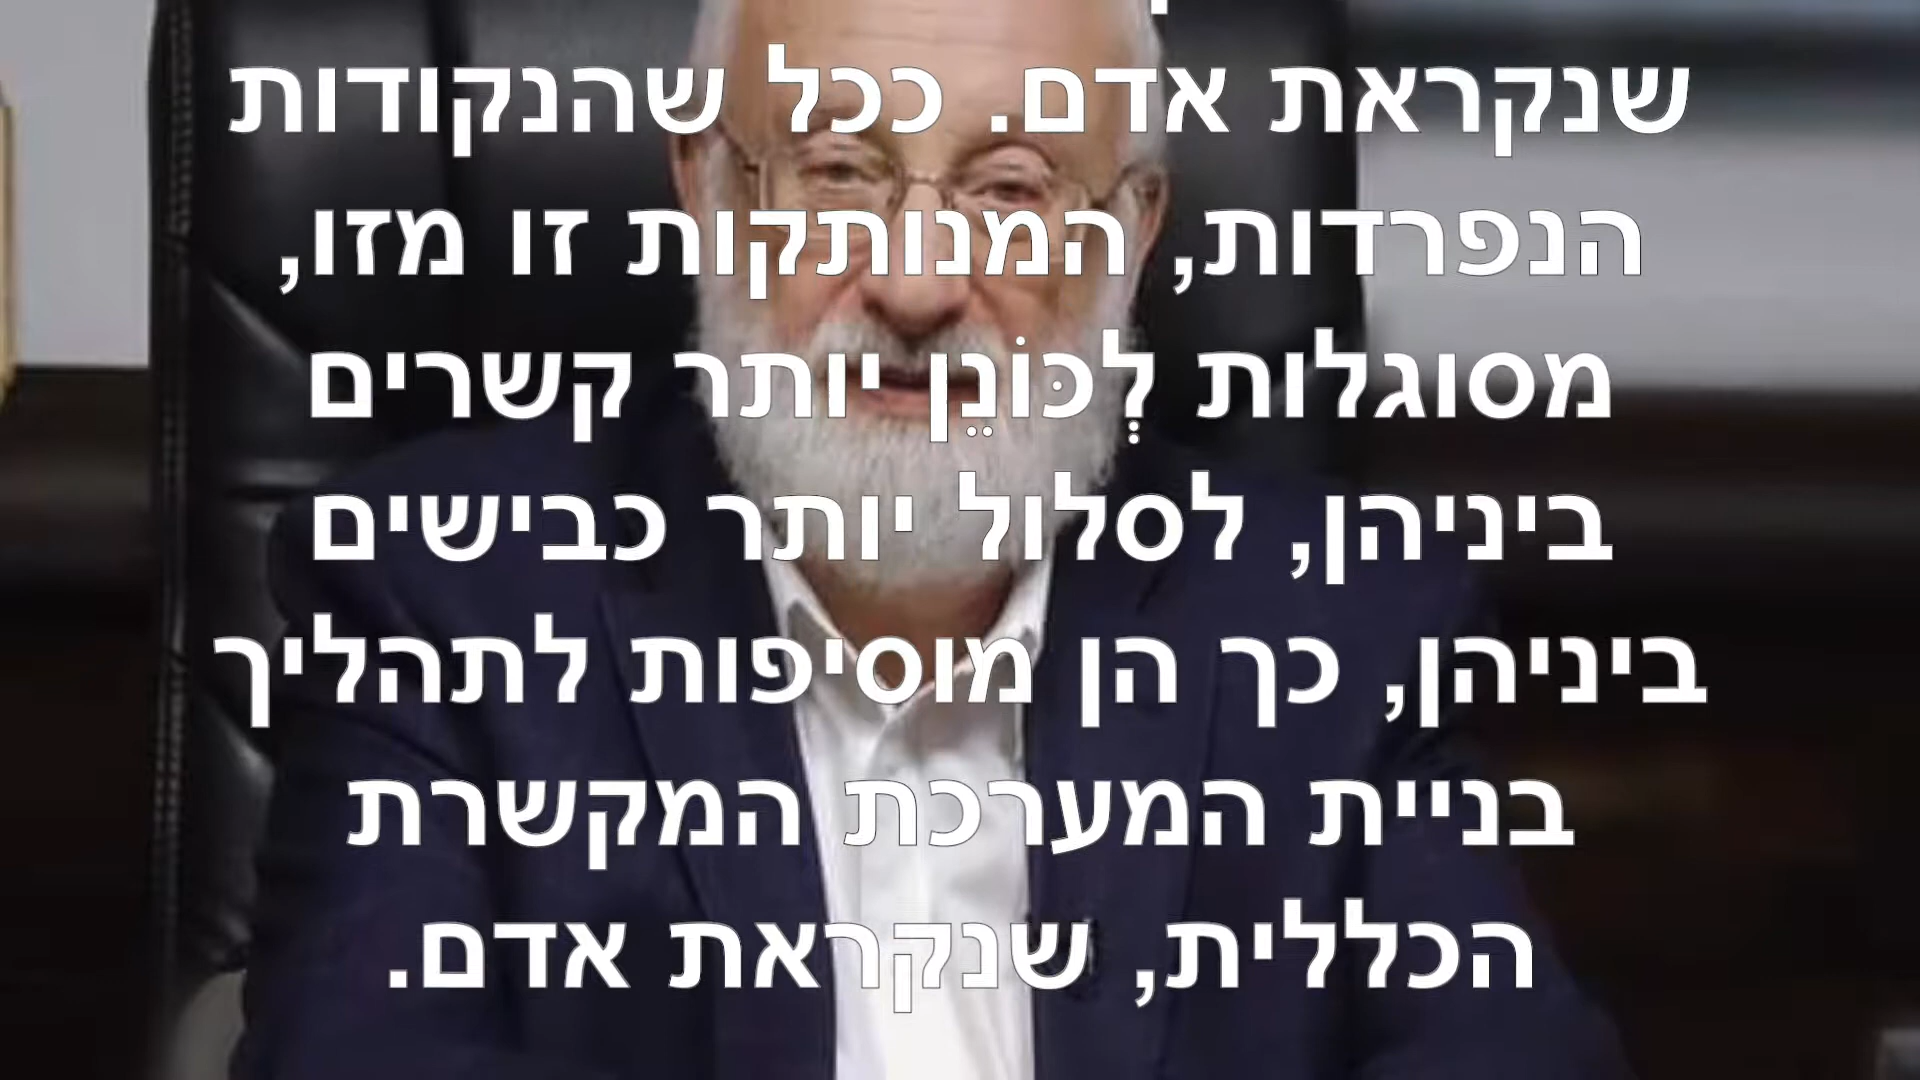 שנקראת אדם. ככל שהנקודות
הנפרדות, המנותקות זו מזו,
מסוגלות לְכּוֹנֵן יותר קשרים
ביניהן, לסלול יותר כבישים
ביניהן, כך הן מוסיפות לתהליך
בניית המערכת המקשרת
הכללית, שנקראת אדם.